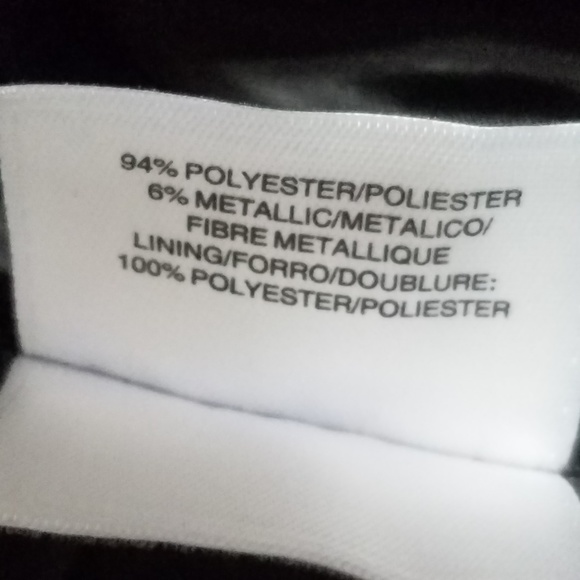 94% POLYESTER/POLIESTER
6% METALLIC/METALICO/
FIBRE METALLIQUE
LINING/FORRO/DOUBLURE:
100% POLYESTER/POLIESTER